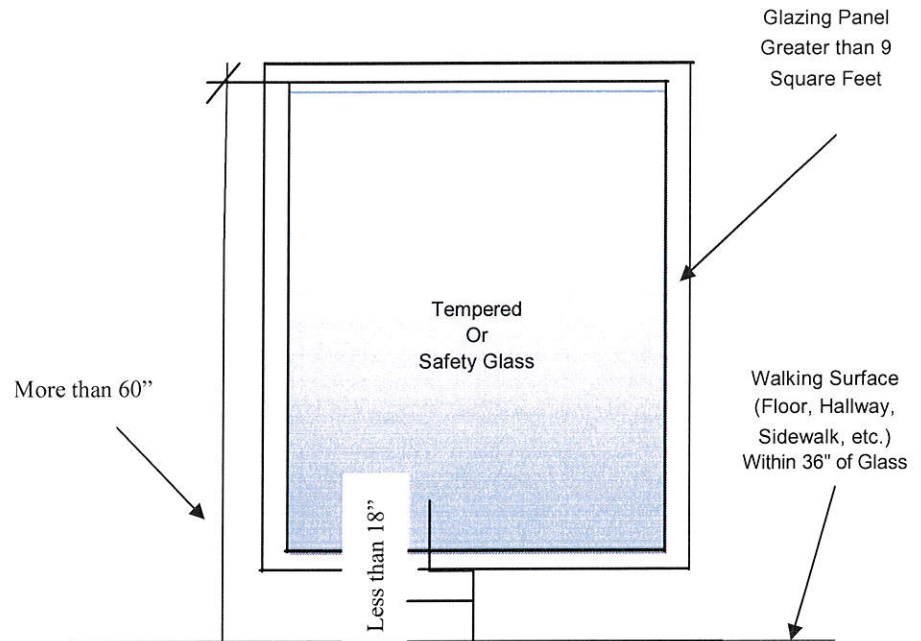 Glazing Panel
Greater than 9
Square Feet
Tempered
Or
Safety Glass
More than 60”
Walking Surface
(Floor, Hallway,
Sidewalk, etc.)
Within 36" of Glass
Less than 18”